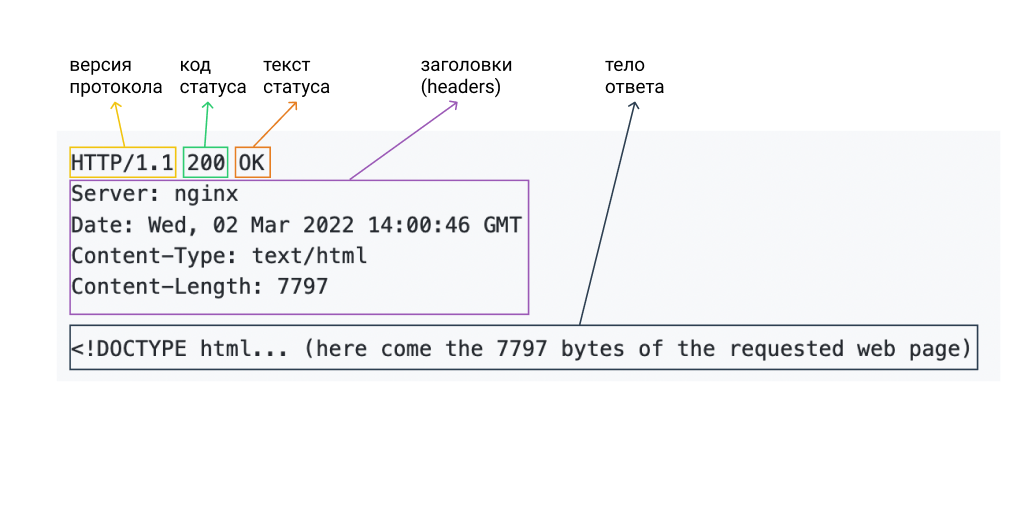 версия
протокола
код
статуса
текст
статуса
заголовки
(headers)
тело
ответа
HTTP/1.1 200 OK
Server: nginx
Date: Wed, 02 Mar 2022 14:00:46 GMT
Content-Type: text/html
Content-Length: 7797
<!DOCTYPE html... (here come the 7797 bytes of the requested web page)